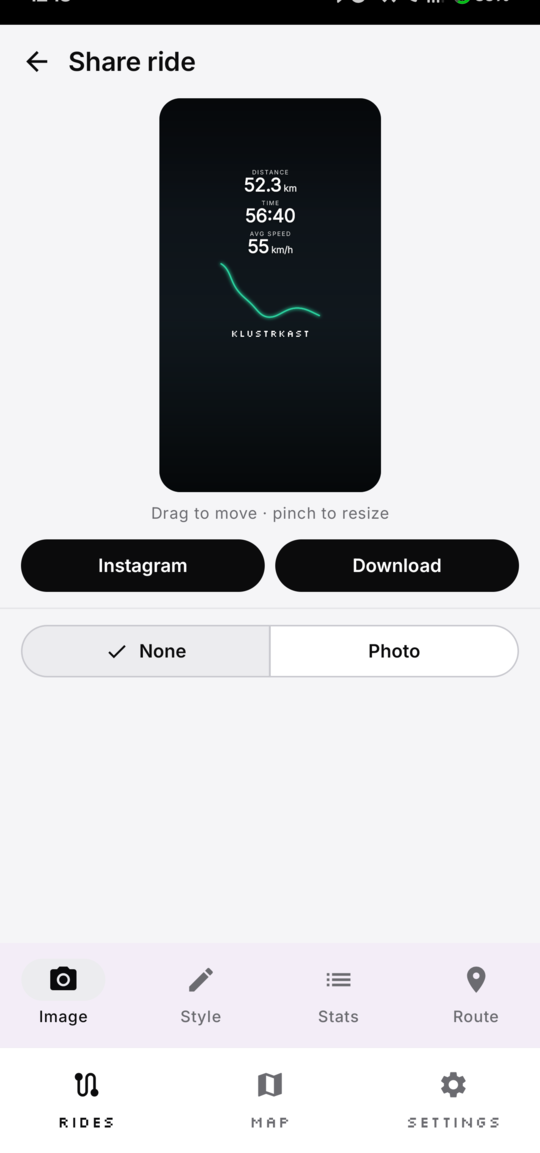 Share ride
DISTANCE
52.3 km
TIME
56:40
AVG SPEED
55 km/h
KLUSTRKAST
Drag to move · pinch to resize
Instagram
Download
None
Photo
Image
Style
Stats
Route
RIDES
MAP
SETTINGS